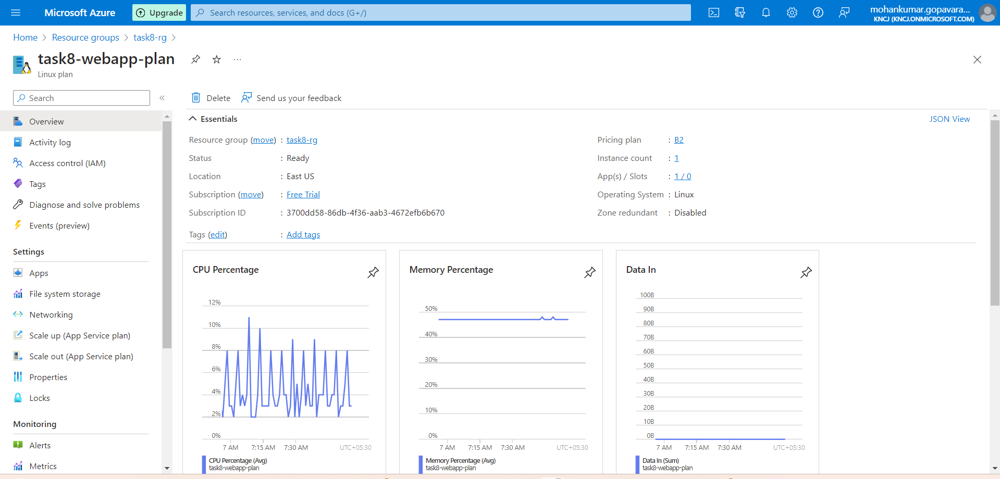 Microsoft Azure
Upgrade
Search resources, services, and docs (G+/)
mohankumar.gopavara...
KNCJ (KNCJ.ONMICROSOFT.COM)
Home > Resource groups > task8-rg >
task8-webapp-plan
Linux plan
Search
Overview
Activity log
Access control (IAM)
Tags
Diagnose and solve problems
Events (preview)
Settings
Apps
File system storage
Networking
Scale up (App Service plan)
Scale out (App Service plan)
Properties
Locks
Monitoring
Alerts
Metrics
Delete
Send us your feedback
Essentials
JSON View
Resource group (move) : task8-rg
Status : Ready
Location : East US
Subscription (move) : Free Trial
Subscription ID : 3700dd58-86db-4f36-aab3-4672efb6b670
Tags (edit) : Add tags
Pricing plan : B2
Instance count : 1
App(s) / Slots : 1 / 0
Operating System : Linux
Zone redundant : Disabled
CPU Percentage
12%
10%
8%
6%
4%
2%
0%
7 AM 7:15 AM 7:30 AM UTC+05:30
CPU Percentage (Avg)
task8-webapp-plan
Memory Percentage
50%
40%
30%
20%
10%
0%
7 AM 7:15 AM 7:30 AM UTC+05:30
Memory Percentage (Avg)
task8-webapp-plan
Data In
100B
90B
80B
70B
60B
50B
40B
30B
20B
10B
0B
7 AM 7:15 AM 7:30 AM UTC+05:30
Data In (Sum)
task8-webapp-plan